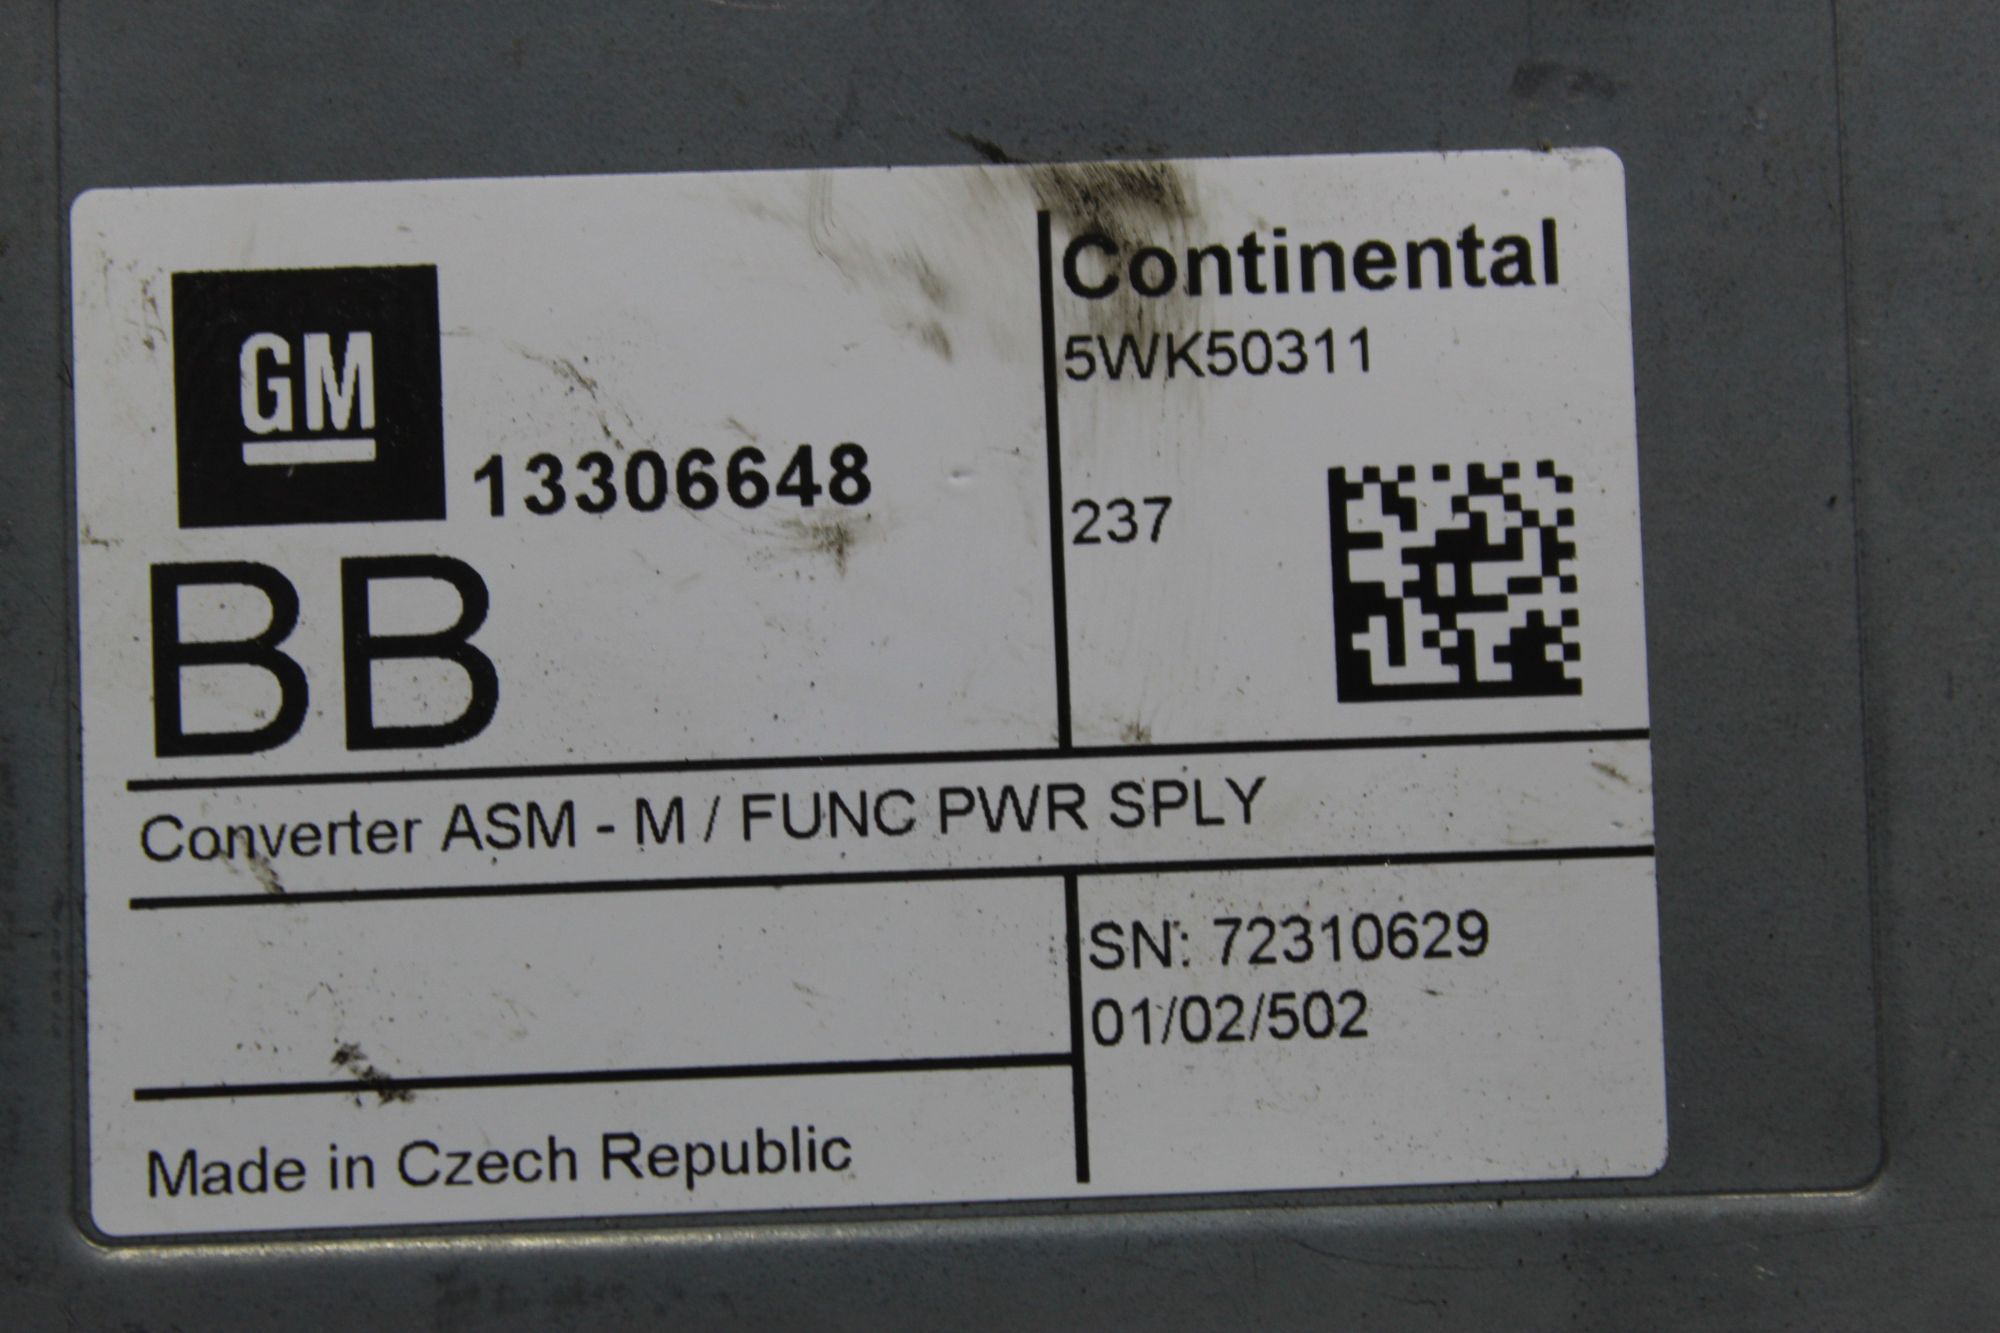 GM
13306648
BB
Continental
5WK50311
237
Converter ASM - M / FUNC PWR SPLY
SN: 72310629
01/02/502
Made in Czech Republic